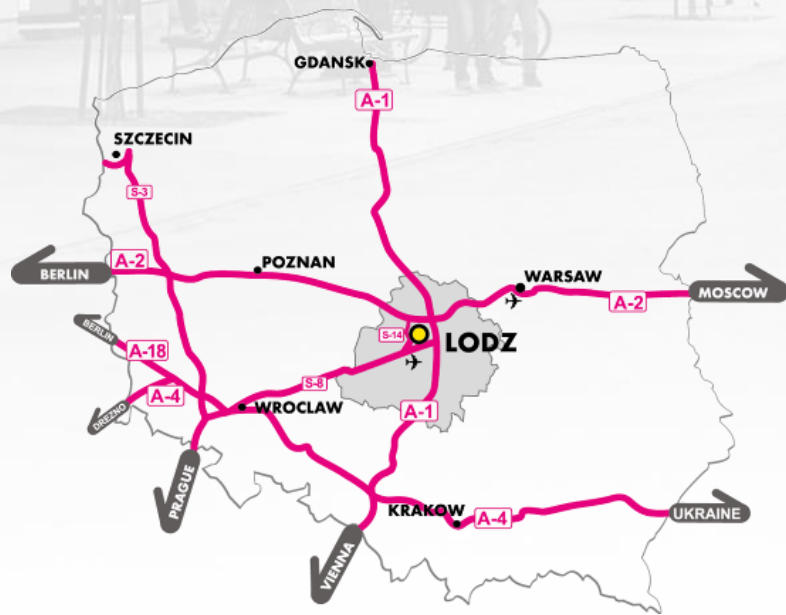 GDANSK
A-1
SZCZECIN
S-3
A-2
POZNAN
BERLIN
WARSAW
MOSCOW
A-2
BERLIN
A-18
S-14
LODZ
A-4
S-8
DREZNO
WROCLAW
A-1
PRAGUE
KRAKOW
A-4
UKRAINE
VIENNA